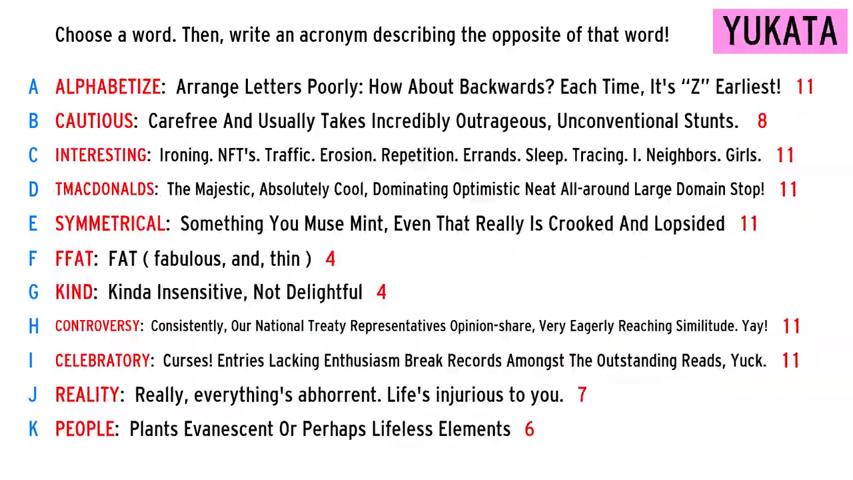 Choose a word. Then, write an acronym describing the opposite of that word!
YUKATA
A ALPHABETIZE: Arrange Letters Poorly: How About Backwards? Each Time, It's “Z” Earliest! 11
B CAUTIOUS: Carefree And Usually Takes Incredibly Outrageous, Unconventional Stunts. 8
C INTERESTING: Ironing. NFT's. Traffic. Erosion. Repetition. Errands. Sleep. Tracing. I. Neighbors. Girls. 11
D TMACDONALDS: The Majestic, Absolutely Cool, Dominating Optimistic Neat All-around Large Domain Stop! 11
E SYMMETRICAL: Something You Muse Mint, Even That Really Is Crooked And Lopsided 11
F FFAT: FAT ( fabulous, and, thin ) 4
G KIND: Kinda Insensitive, Not Delightful 4
H CONTROVERSY: Consistently, Our National Treaty Representatives Opinion-share, Very Eagerly Reaching Similitude. Yay! 11
I CELEBRATORY: Curses! Entries Lacking Enthusiasm Break Records Amongst The Outstanding Reads, Yuck. 11
J REALITY: Really, everything's abhorrent. Life's injurious to you. 7
K PEOPLE: Plants Evanescent Or Perhaps Lifeless Elements 6